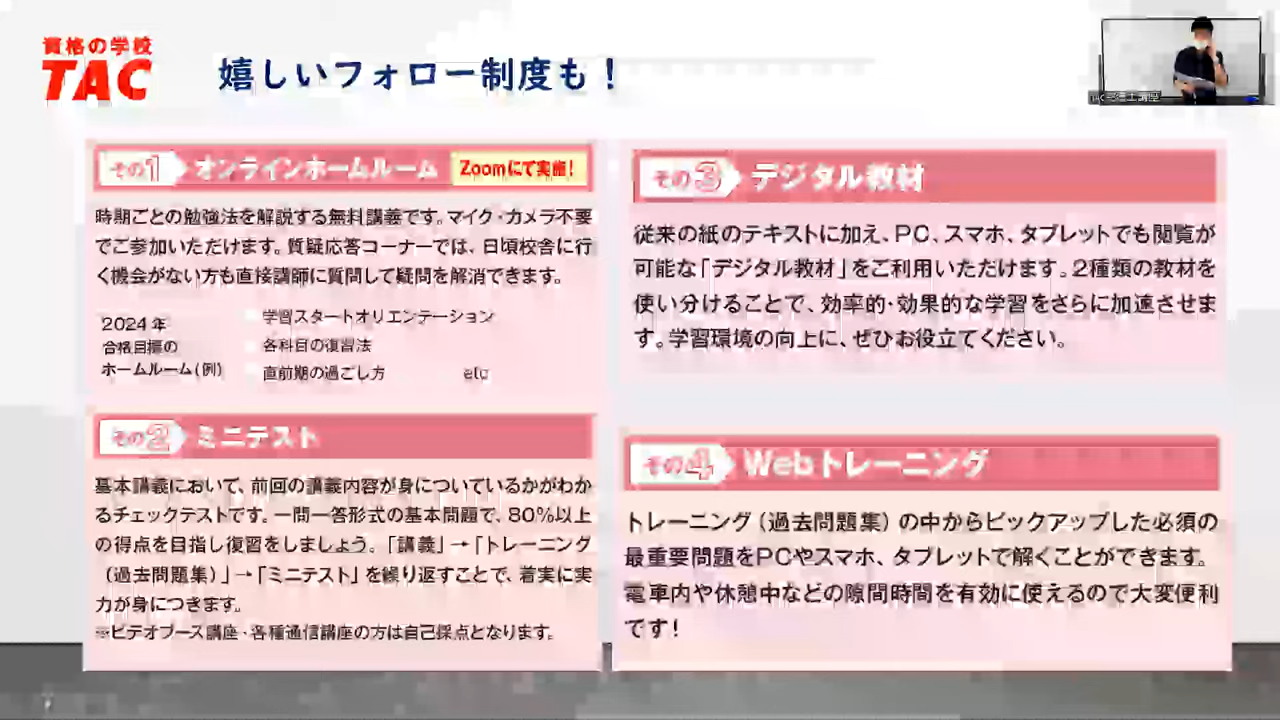 資格の学校
TAC
嬉しいフォロー制度も！
その1 オンラインホームルーム Zoomにて実施！
時期ごとの勉強法を解説する無料講義です。マイク・カメラ不要
でご参加いただけます。質疑応答コーナーでは、日頃校舎に行
く機会がない方も直接講師に質問して疑問を解消できます。
2024年
合格目標の
ホームルーム(例)
学習スタートオリエンテーション
各科目の復習法
直前期の過ごし方 etc
その2 ミニテスト
基本講義において、前回の講義内容が身についているかがわか
るチェックテストです。一問一答形式の基本問題で、80%以上
の得点を目指し復習をしましょう。「講義」→「トレーニング
（過去問題集）」→「ミニテスト」を繰り返すことで、着実に実
力が身につきます。
※ビデオブース講座・各種通信講座の方は自己採点となります。
その3 デジタル教材
従来の紙のテキストに加え、PC、スマホ、タブレットでも閲覧が
可能な「デジタル教材」をご利用いただけます。2種類の教材を
使い分けることで、効率的・効果的な学習をさらに加速させま
す。学習環境の向上に、ぜひお役立てください。
その4 Webトレーニング
トレーニング（過去問題集）の中からピックアップした必須の
最重要問題をPCやスマホ、タブレットで解くことができます。
電車内や休憩中などの隙間時間を有効に使えるので大変便利
です！